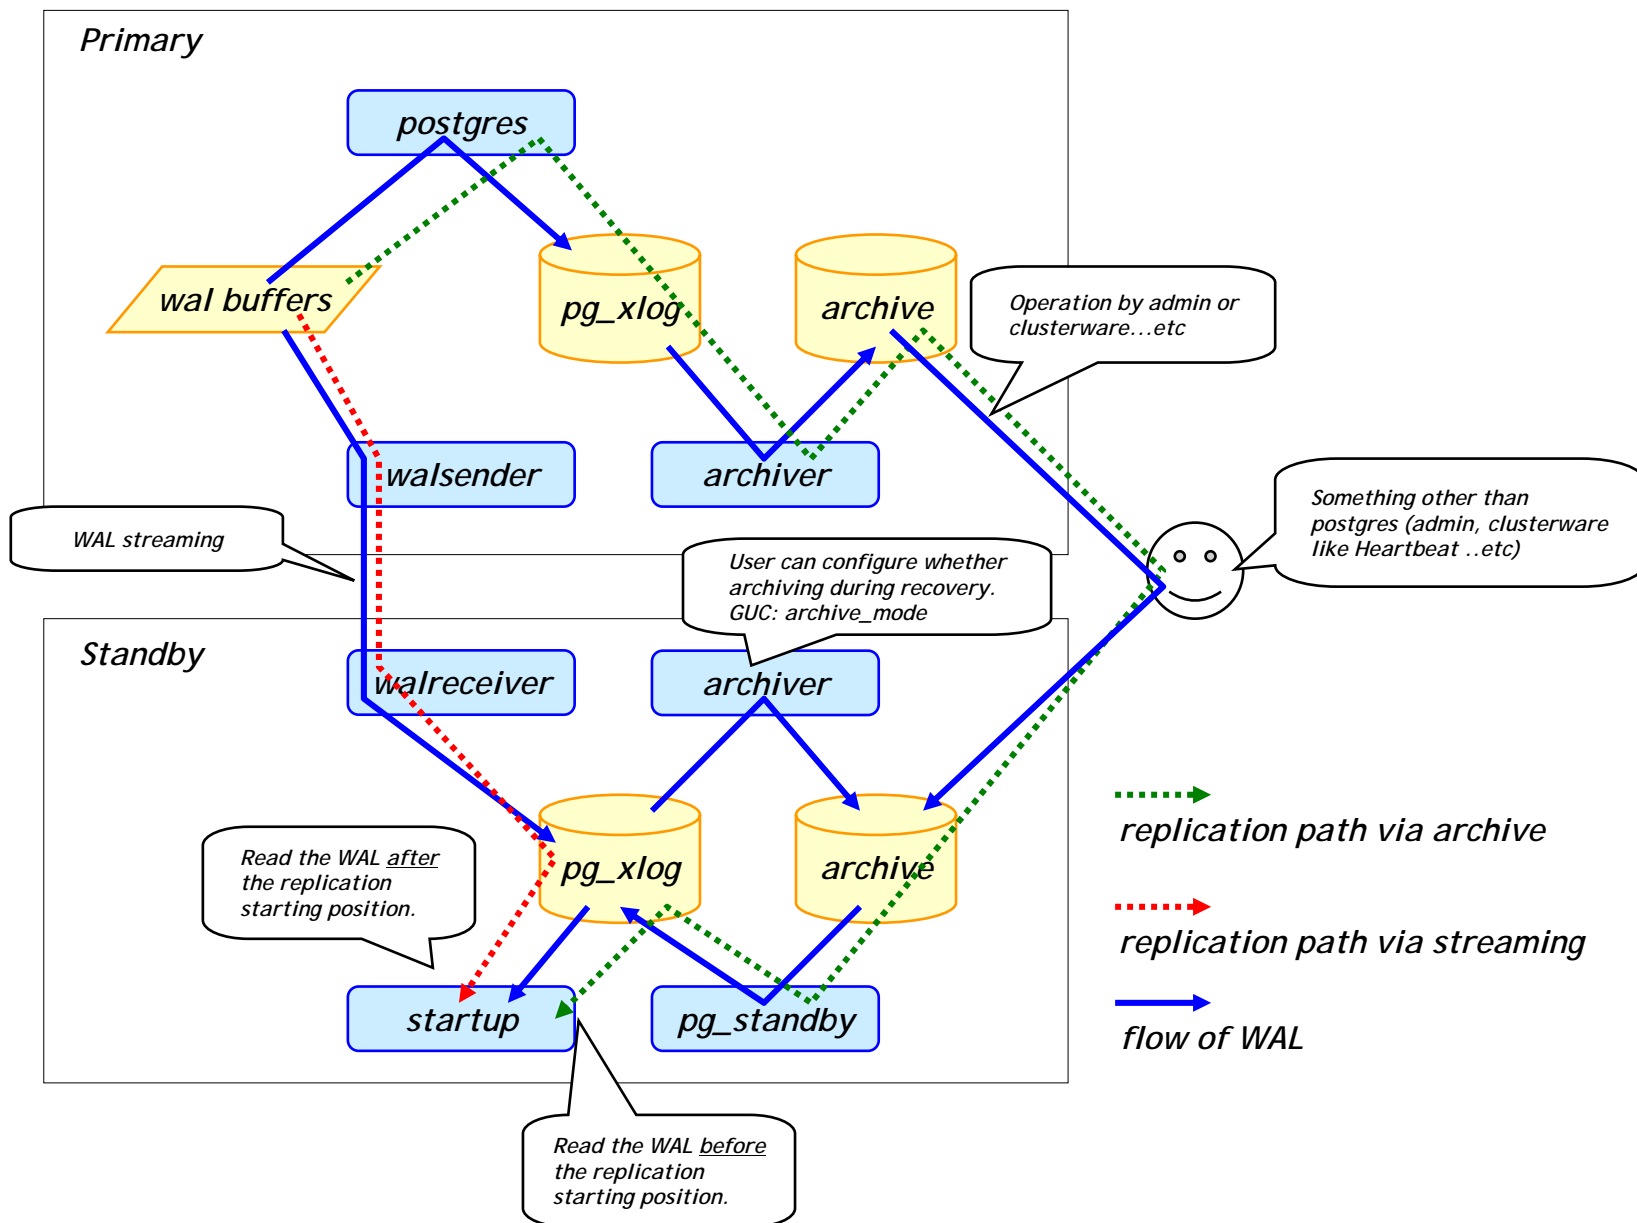 Primary
postgres
wal buffers
pg_xlog
archive
Operation by admin or
clusterware...etc
walsender
archiver
Something other than
postgres (admin, clusterware
like Heartbeat ..etc)
WAL streaming
User can configure whether
archiving during recovery.
GUC: archive_mode
Standby
walreceiver
archiver
pg_xlog
archive
Read the WAL after
the replication
starting position.
startup
pg_standby
Read the WAL before
the replication
starting position.
replication path via archive
replication path via streaming
flow of WAL